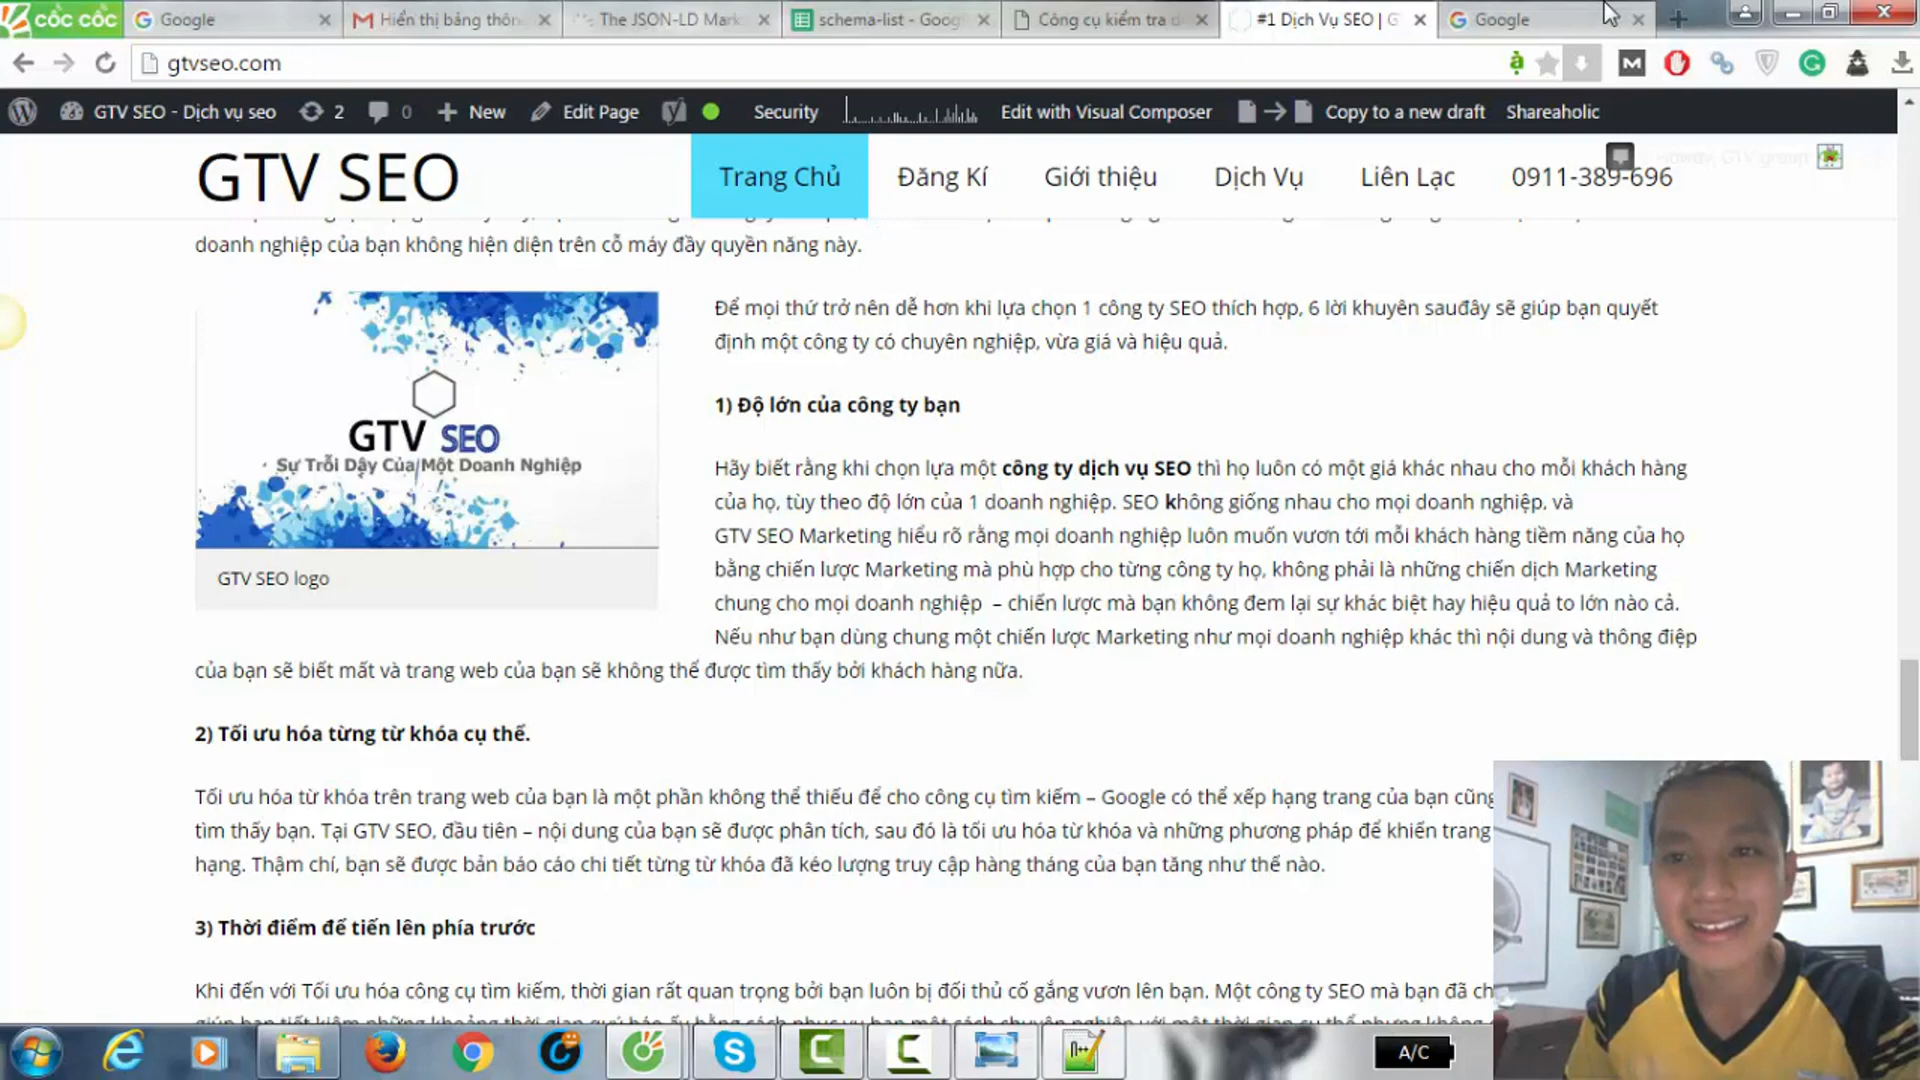 cốc cốc
Google
Hiển thị bảng thôn
The JSON-LD Mark
schema-list - Goog
Công cụ kiểm tra d
#1 Dịch Vụ SEO | G
Google
gtvseo.com
GTV SEO - Dịch vụ seo
2
0
New
Edit Page
Security
Edit with Visual Composer
Copy to a new draft
Shareaholic
GTV SEO
Trang Chủ
Đăng Kí
Giới thiệu
Dịch Vụ
Liên Lạc
0911-389-696
doanh nghiệp của bạn không hiện diện trên cỗ máy đầy quyền năng này.
GTV SEO
Sự Trỗi Dậy Của Một Doanh Nghiệp
GTV SEO logo
Để mọi thứ trở nên dễ hơn khi lựa chọn 1 công ty SEO thích hợp, 6 lời khuyên sauđây sẽ giúp bạn quyết
định một công ty có chuyên nghiệp, vừa giá và hiệu quả.
1) Độ lớn của công ty bạn
Hãy biết rằng khi chọn lựa một công ty dịch vụ SEO thì họ luôn có một giá khác nhau cho mỗi khách hàng
của họ, tùy theo độ lớn của 1 doanh nghiệp. SEO không giống nhau cho mọi doanh nghiệp, và
GTV SEO Marketing hiểu rõ rằng mọi doanh nghiệp luôn muốn vươn tới mỗi khách hàng tiềm năng của họ
bằng chiến lược Marketing mà phù hợp cho từng công ty họ, không phải là những chiến dịch Marketing
chung cho mọi doanh nghiệp – chiến lược mà bạn không đem lại sự khác biệt hay hiệu quả to lớn nào cả.
Nếu như bạn dùng chung một chiến lược Marketing như mọi doanh nghiệp khác thì nội dung và thông điệp
của bạn sẽ biết mất và trang web của bạn sẽ không thể được tìm thấy bởi khách hàng nữa.
2) Tối ưu hóa từng từ khóa cụ thể.
Tối ưu hóa từ khóa trên trang web của bạn là một phần không thể thiếu để cho công cụ tìm kiếm – Google có thể xếp hạng trang của bạn cũng
tìm thấy bạn. Tại GTV SEO, đầu tiên – nội dung của bạn sẽ được phân tích, sau đó là tối ưu hóa từ khóa và những phương pháp để khiến trang
hạng. Thậm chí, bạn sẽ được bản báo cáo chi tiết từng từ khóa đã kéo lượng truy cập hàng tháng của bạn tăng như thế nào.
3) Thời điểm để tiến lên phía trước
Khi đến với Tối ưu hóa công cụ tìm kiếm, thời gian rất quan trọng bởi bạn luôn bị đối thủ cố gắng vươn lên bạn. Một công ty SEO mà bạn đã ch
A/C